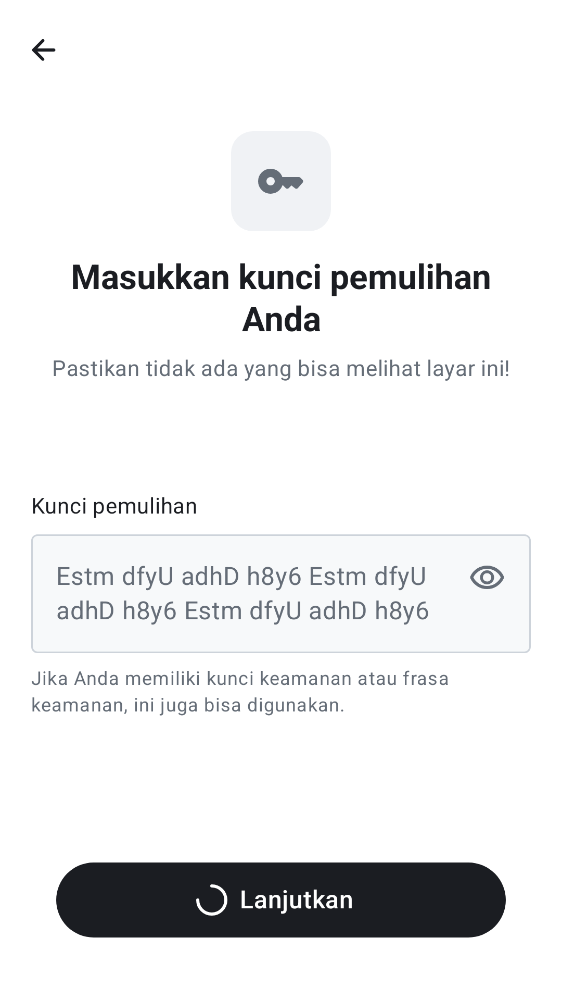 Masukkan kunci pemulihan
Anda
Pastikan tidak ada yang bisa melihat layar ini!
Kunci pemulihan
Estm dfyU adhD h8y6 Estm dfyU
adhD h8y6 Estm dfyU adhD h8y6
Jika Anda memiliki kunci keamanan atau frasa
keamanan, ini juga bisa digunakan.
Lanjutkan